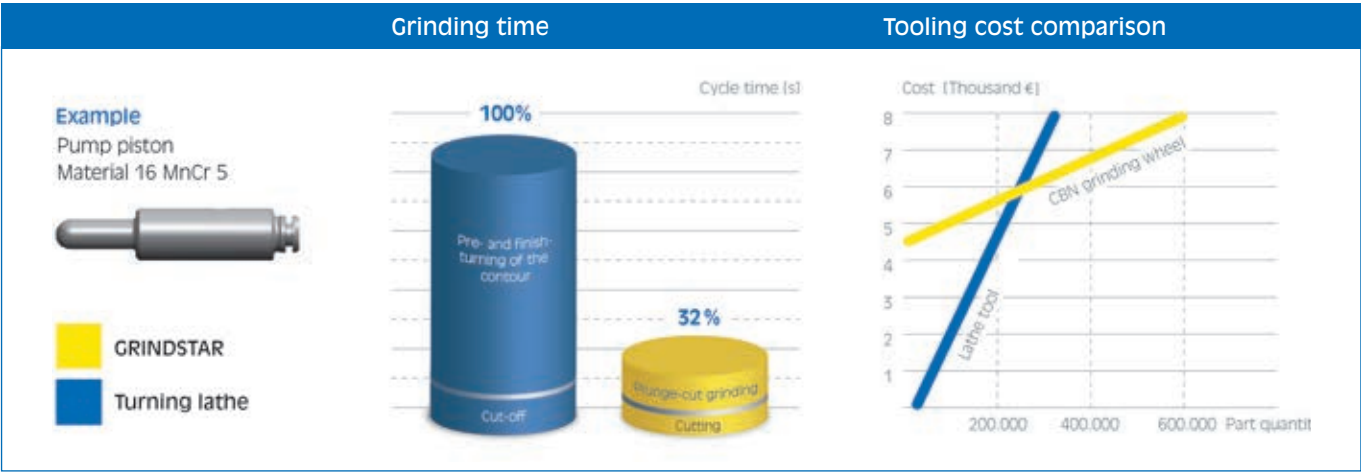 Grinding time
Tooling cost comparison
Example
Pump piston
Material 16 MnCr 5
GRINDSTAR
Turning lathe
Cycle time [s]
100%
Pre- and finish-
turning of the
contour
Cut-off
32%
Plunge-cut grinding
Cutting
Cost [Thousand €]
8
7
6
5
4
3
2
1
CBN grinding wheel
Lathe tool
200.000 400.000 600.000 Part quantit